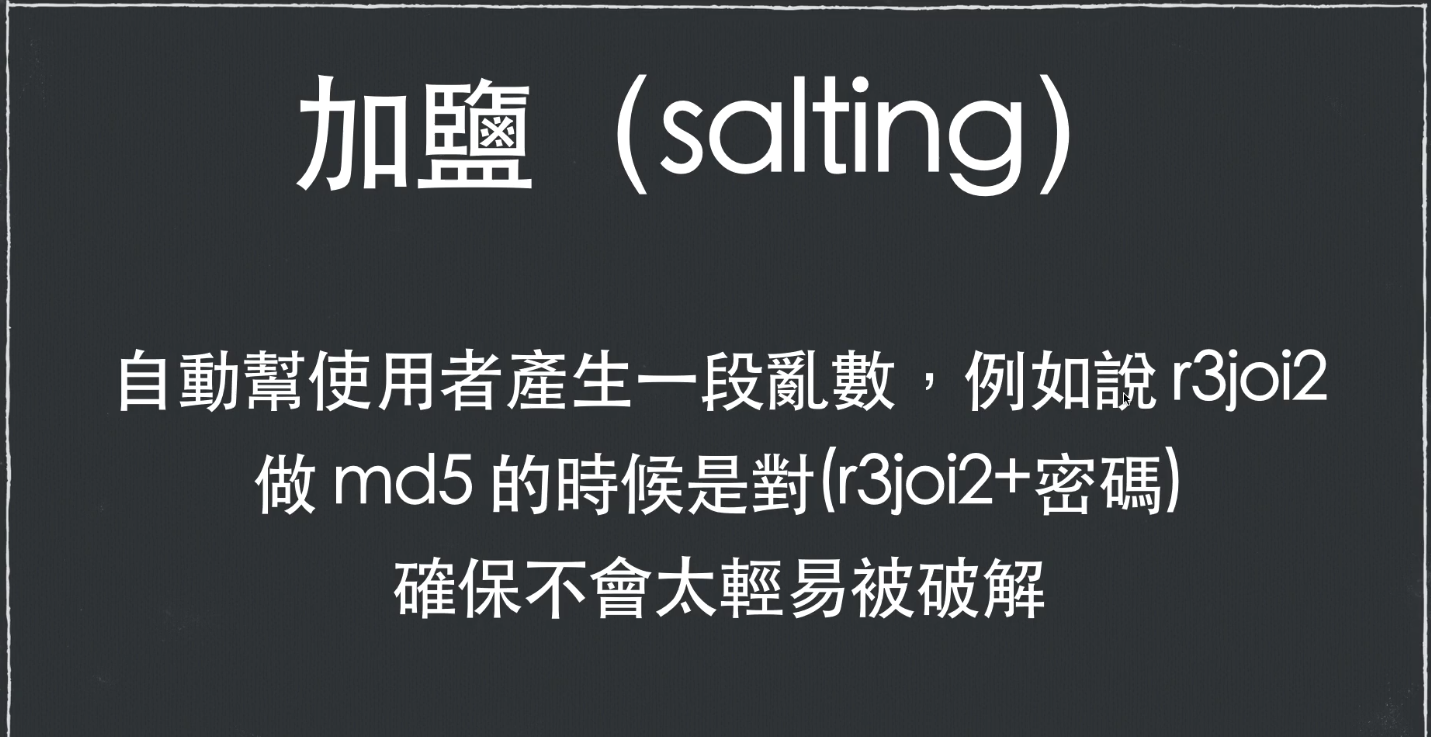 加鹽（salting）
自動幫使用者產生一段亂數，例如說 r3joi2
做 md5 的時候是對(r3joi2+密碼)
確保不會太輕易被破解